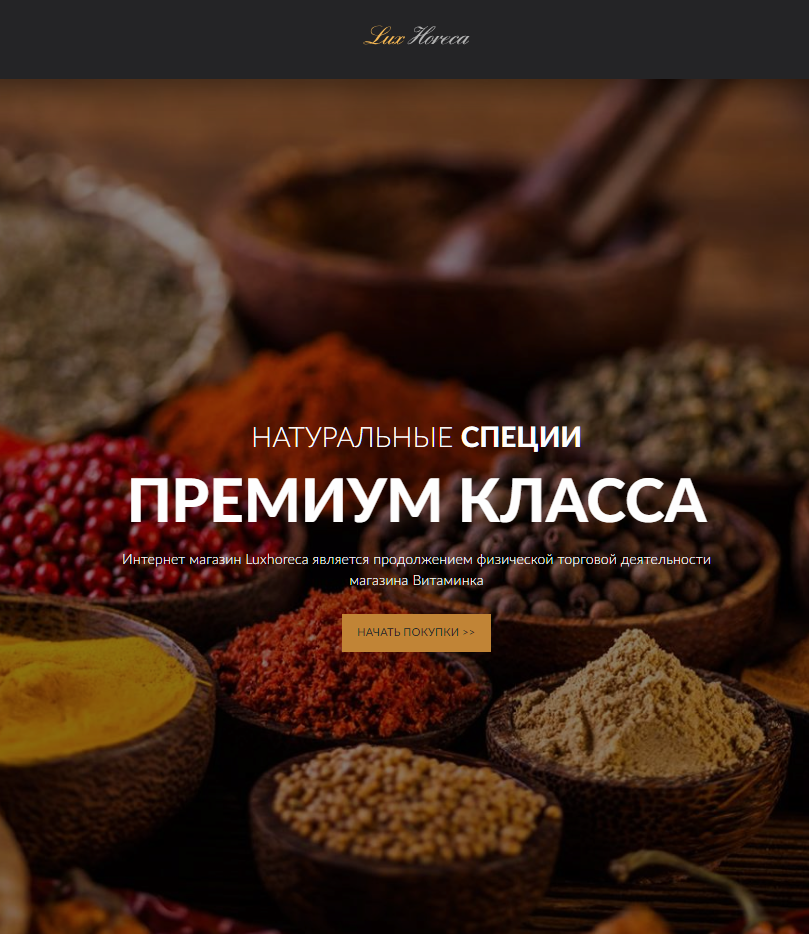 Lux Horeca
НАТУРАЛЬНЫЕ СПЕЦИИ
ПРЕМИУМ КЛАССА
Интернет магазин Luxhoreca является продолжением физической торговой деятельности
магазина Витаминка
НАЧАТЬ ПОКУПКИ >>